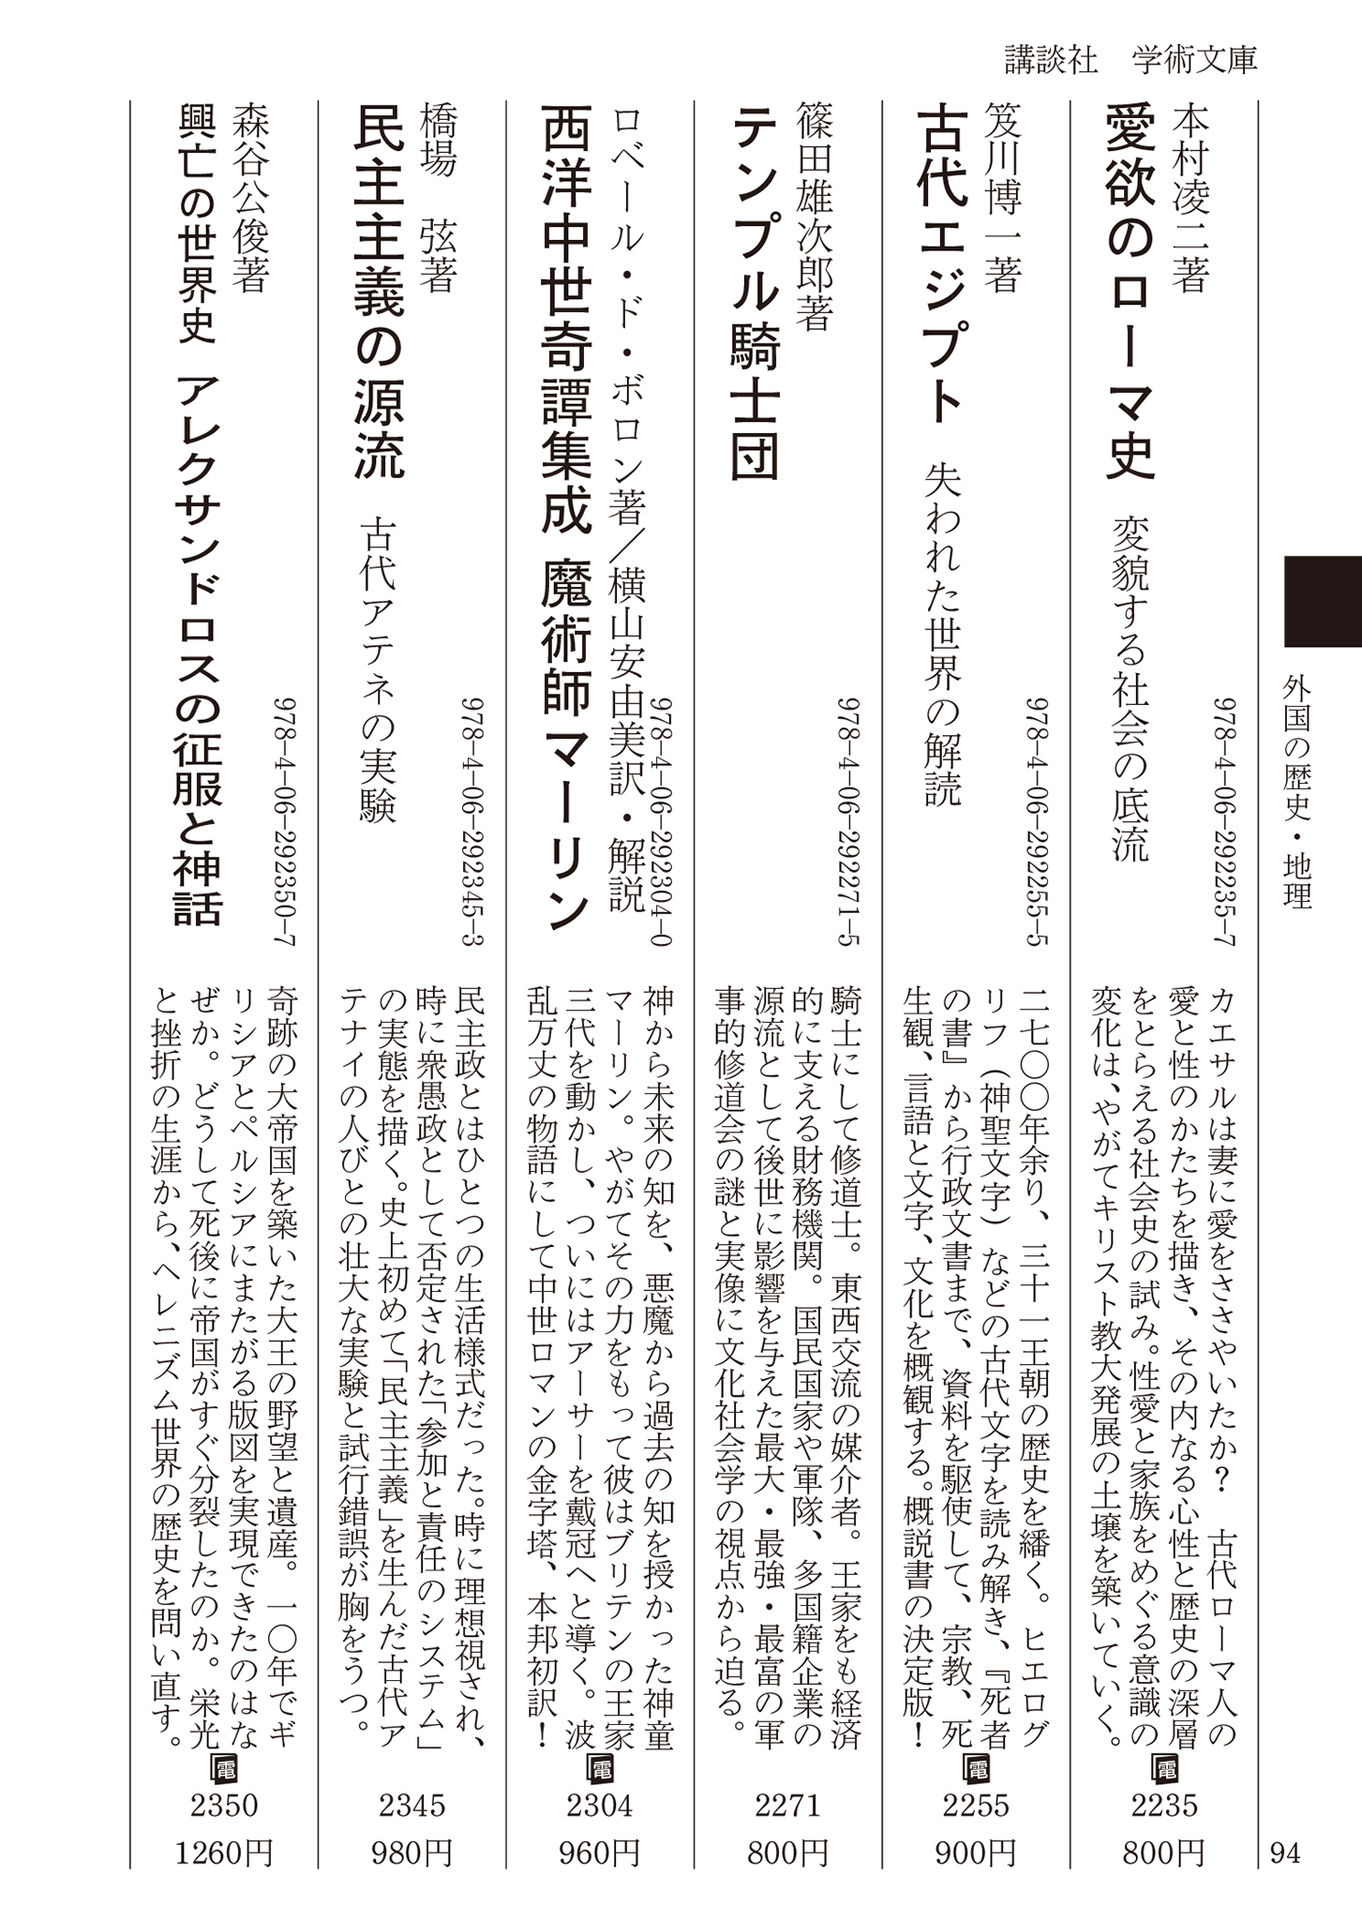 講談社　学術文庫
外国の歴史・地理
94
本村凌二著
愛欲のローマ史　変貌する社会の底流
978-4-06-292235-7
カエサルは妻に愛をささやいたか？　古代ローマ人の
愛と性のかたちを描き、その内なる心性と歴史の深層
をとらえる社会史の試み。性愛と家族をめぐる意識の
変化は、やがてキリスト教大発展の土壌を築いていく。
電
2235
800円
笈川博一著
古代エジプト　失われた世界の解読
978-4-06-292255-5
二七〇〇年余り、三十一王朝の歴史を繙く。ヒエログ
リフ（神聖文字）などの古代文字を読み解き、『死者
の書』から行政文書まで、資料を駆使して、宗教、死
生観、言語と文字、文化を概観する。概説書の決定版！
電
2255
900円
篠田雄次郎著
テンプル騎士団
978-4-06-292271-5
騎士にして修道士。東西交流の媒介者。王家をも経済
的に支える財務機関。国民国家や軍隊、多国籍企業の
源流として後世に影響を与えた最大・最強・最富の軍
事的修道会の謎と実像に文化社会学の視点から迫る。
2271
800円
ロベール・ド・ボロン著／横山安由美訳・解説
西洋中世奇譚集成　魔術師マーリン
978-4-06-292304-0
神から未来の知を、悪魔から過去の知を授かった神童
マーリン。やがてその力をもって彼はブリテンの王家
三代を動かし、ついにはアーサーを戴冠へと導く。波
乱万丈の物語にして中世ロマンの金字塔、本邦初訳！
電
2304
960円
橋場　弦著
民主主義の源流　古代アテネの実験
978-4-06-292345-3
民主政とはひとつの生活様式だった。時に理想視され、
時に衆愚政として否定された「参加と責任のシステム」
の実態を描く。史上初めて「民主主義」を生んだ古代ア
テナイの人びとの壮大な実験と試行錯誤が胸をうつ。
2345
980円
森谷公俊著
興亡の世界史　アレクサンドロスの征服と神話
978-4-06-292350-7
奇跡の大帝国を築いた大王の野望と遺産。一〇年でギ
リシアとペルシアにまたがる版図を実現できたのはな
ぜか。どうして死後に帝国がすぐ分裂したのか。栄光
と挫折の生涯から、ヘレニズム世界の歴史を問い直す。
電
2350
1260円